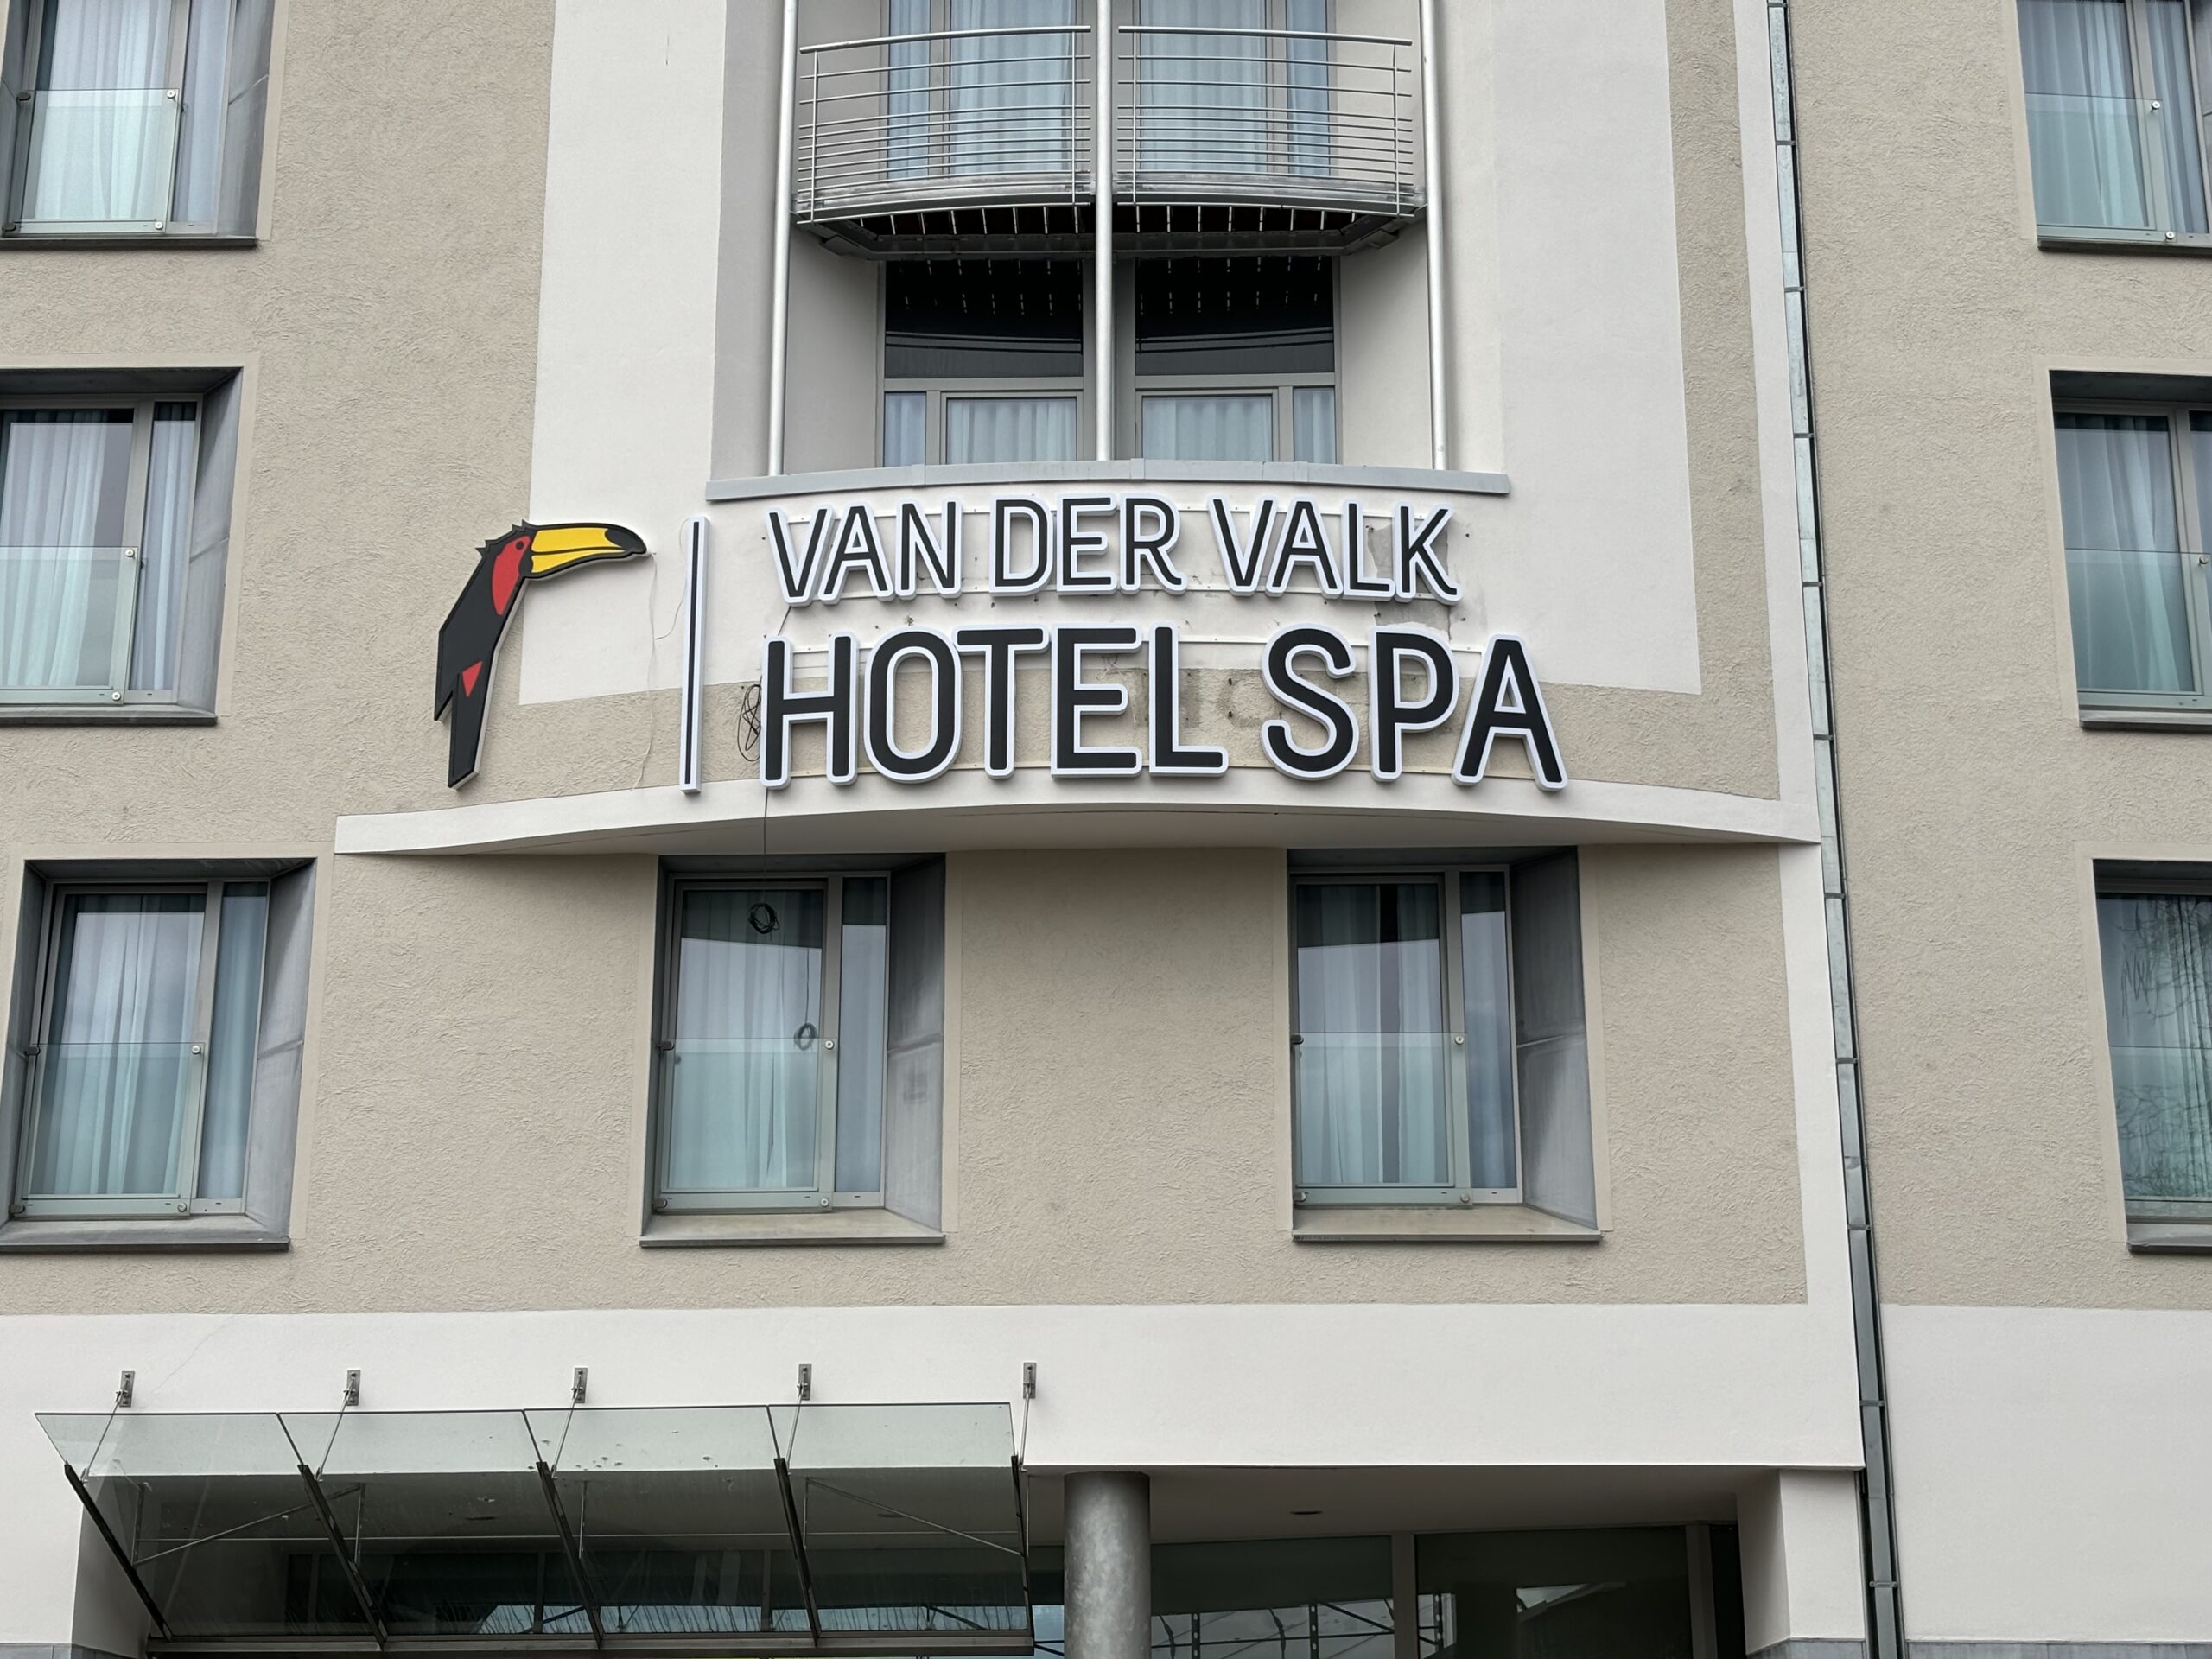 VAN DER VALK
HOTEL SPA